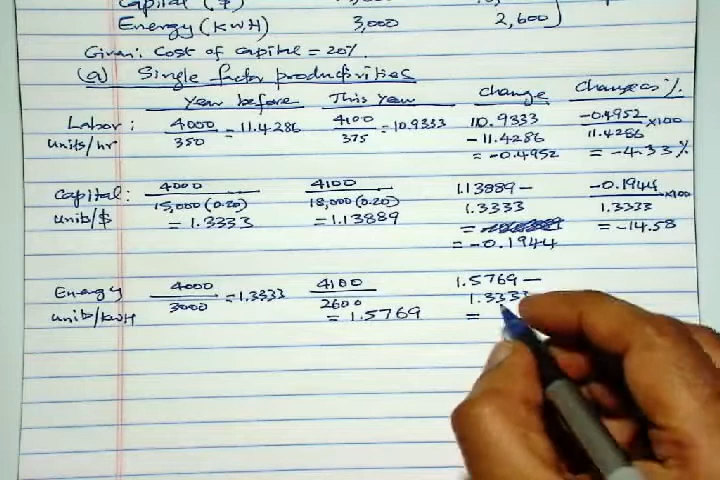 Capital ($)
Energy (KWH) 3,000 2,600
Given: Cost of capital = 20%
(a) Single factor productivities
Year before This Year Change Change as %
Labor: 4000/350 = 11.4286 4100/375 = 10.9333 10.9333 -0.4952/11.4286 x100
units/hr - 11.4286
= -0.4952 = -4.33%
Capital: 4000/15,000(0.20) 4100/18,000(0.20) 1.13889 - -0.1944/1.3333 x100
units/$ = 1.3333 = 1.13889 1.3333 = -14.58
=
= -0.1944
Energy 4000/3000 = 1.3333 4100/2600 1.5769 -
units/KWH = 1.5769 1.3333
=